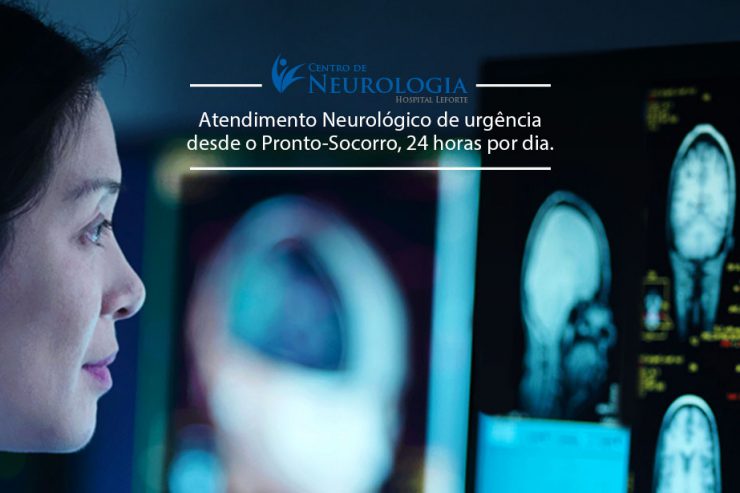 CENTRO DE
NEUROLOGIA
HOSPITAL LEFORTE
Atendimento Neurológico de urgência
desde o Pronto-Socorro, 24 horas por dia.